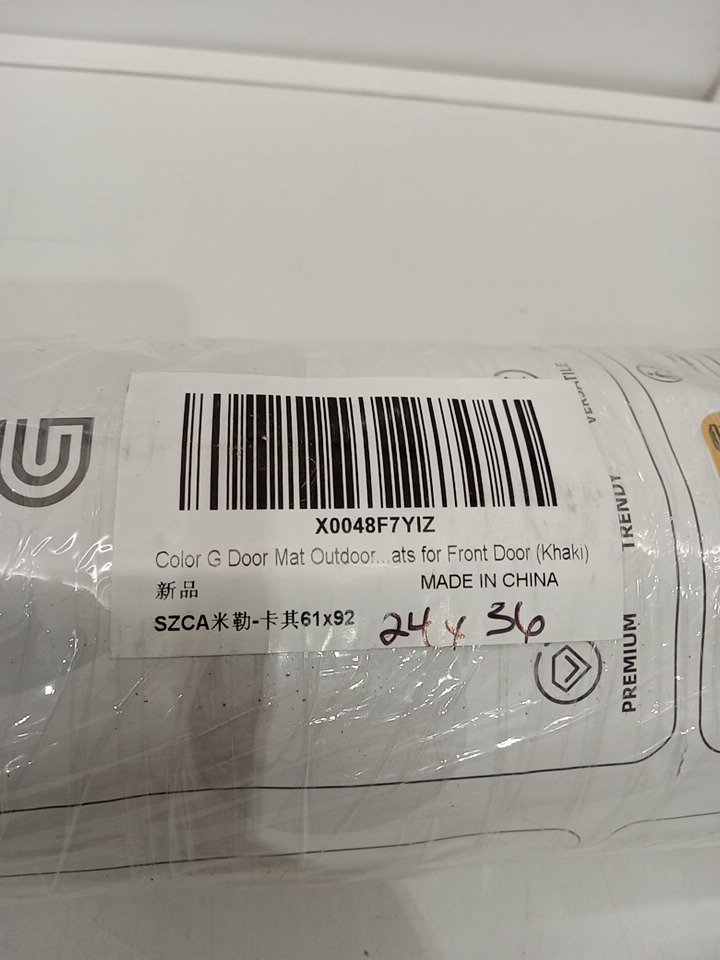 X0048F7YIZ
Color G Door Mat Outdoor...ats for Front Door (Khaki)
新品 MADE IN CHINA
SZCA米勒-卡其61x92 24 x 36
PREMIUM TRENDY